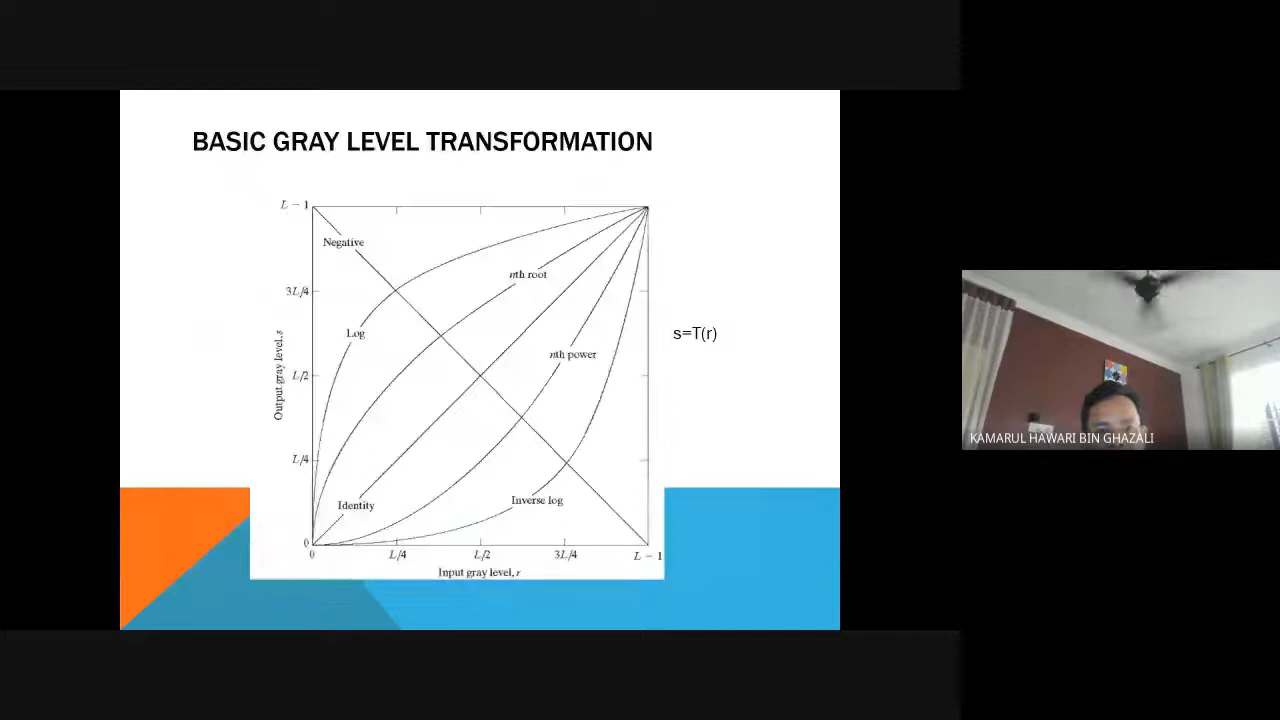 BASIC GRAY LEVEL TRANSFORMATION
L − 1
Negative
nth root
3L/4
Log
s=T(r)
nth power
L/2
Output gray level, s
L/4
Inverse log
Identity
0
0 L/4 L/2 3L/4 L − 1
Input gray level, r
KAMARUL HAWARI BIN GHAZALI